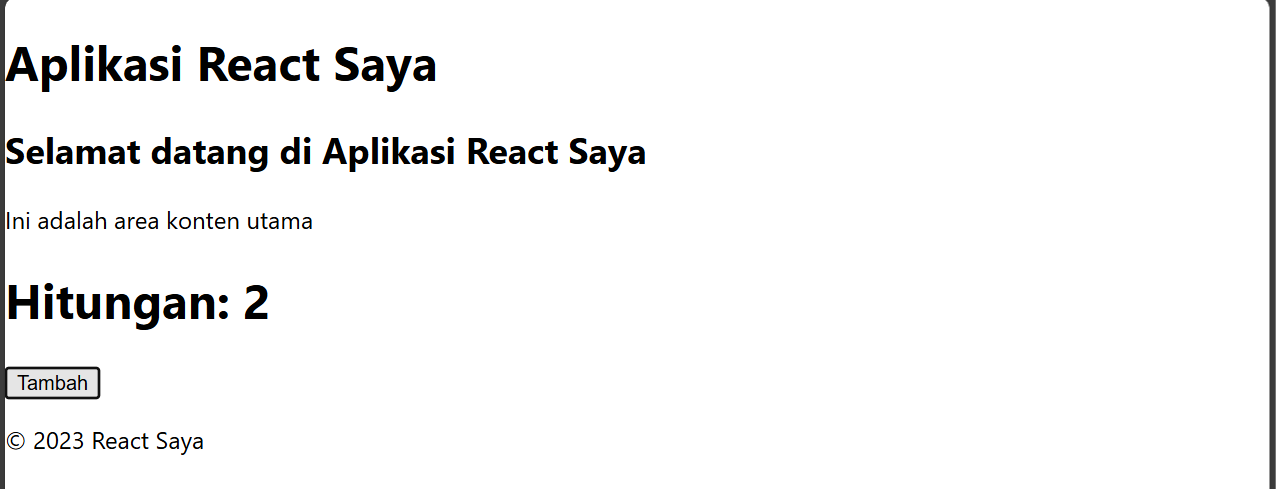 Aplikasi React Saya
Selamat datang di Aplikasi React Saya
Ini adalah area konten utama
Hitungan: 2
Tambah
© 2023 React Saya